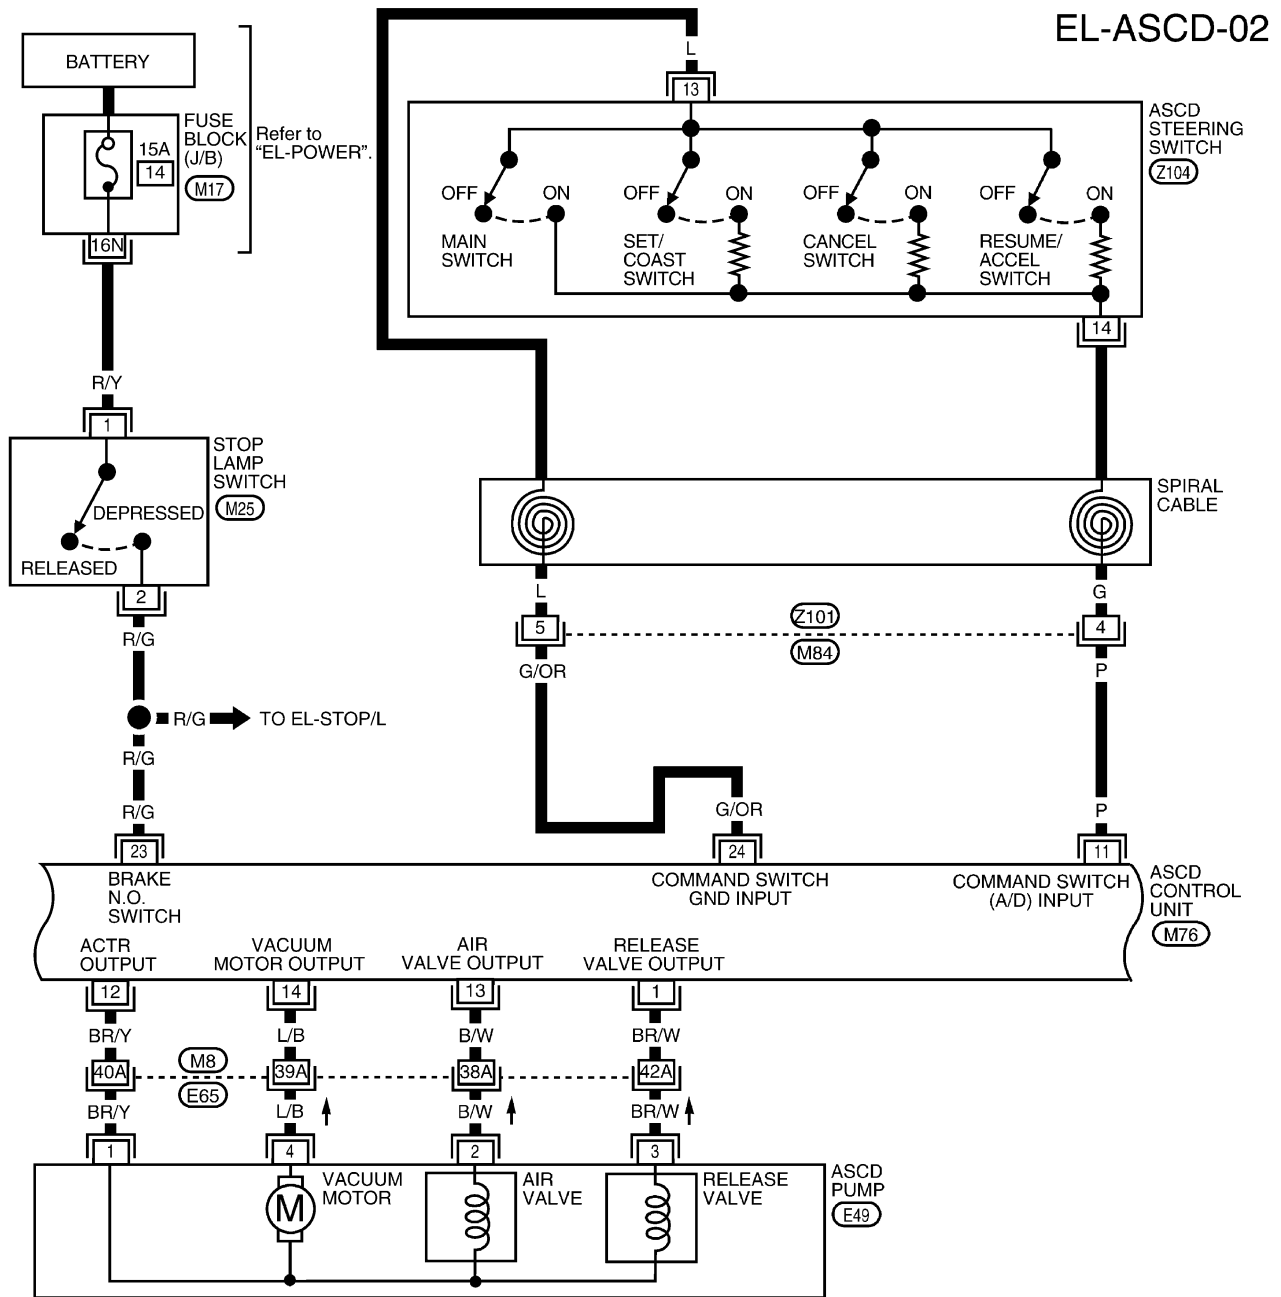 EL-ASCD-02
BATTERY
FUSE
BLOCK
(J/B)
M17
15A
14
Refer to
"EL-POWER".
16N
R/Y
1
STOP
LAMP
SWITCH
M25
DEPRESSED
RELEASED
2
R/G
R/G
TO EL-STOP/L
R/G
R/G
23
L
13
ASCD
STEERING
SWITCH
Z104
OFF
ON
OFF
ON
OFF
ON
OFF
ON
MAIN
SWITCH
SET/
COAST
SWITCH
CANCEL
SWITCH
RESUME/
ACCEL
SWITCH
14
SPIRAL
CABLE
L
G
5
Z101
M84
4
G/OR
P
G/OR
P
24
11
BRAKE
N.O.
SWITCH
COMMAND SWITCH
GND INPUT
COMMAND SWITCH
(A/D) INPUT
ASCD
CONTROL
UNIT
M76
ACTR
OUTPUT
VACUUM
MOTOR OUTPUT
AIR
VALVE OUTPUT
RELEASE
VALVE OUTPUT
12
14
13
1
BR/Y
L/B
B/W
BR/W
40A
M8
E65
39A
38A
42A
BR/Y
L/B
B/W
BR/W
1
4
2
3
VACUUM
MOTOR
M
AIR
VALVE
RELEASE
VALVE
ASCD
PUMP
E49